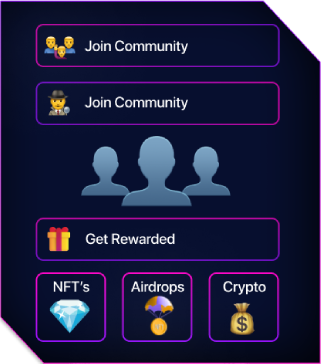 Join Community
Join Community
Get Rewarded
NFT's
Airdrops
Crypto